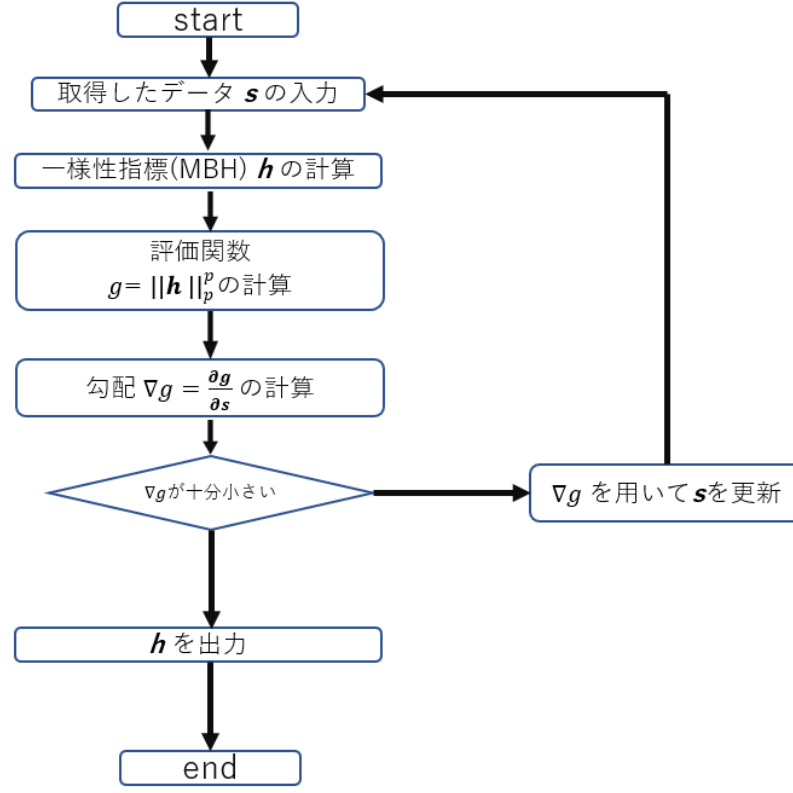 start
取得したデータ s の入力
一様性指標(MBH) h の計算
評価関数
g= ||h ||_p^p の計算
勾配 ∇g = ∂g/∂s の計算
∇gが十分小さい
∇g を用いてsを更新
h を出力
end